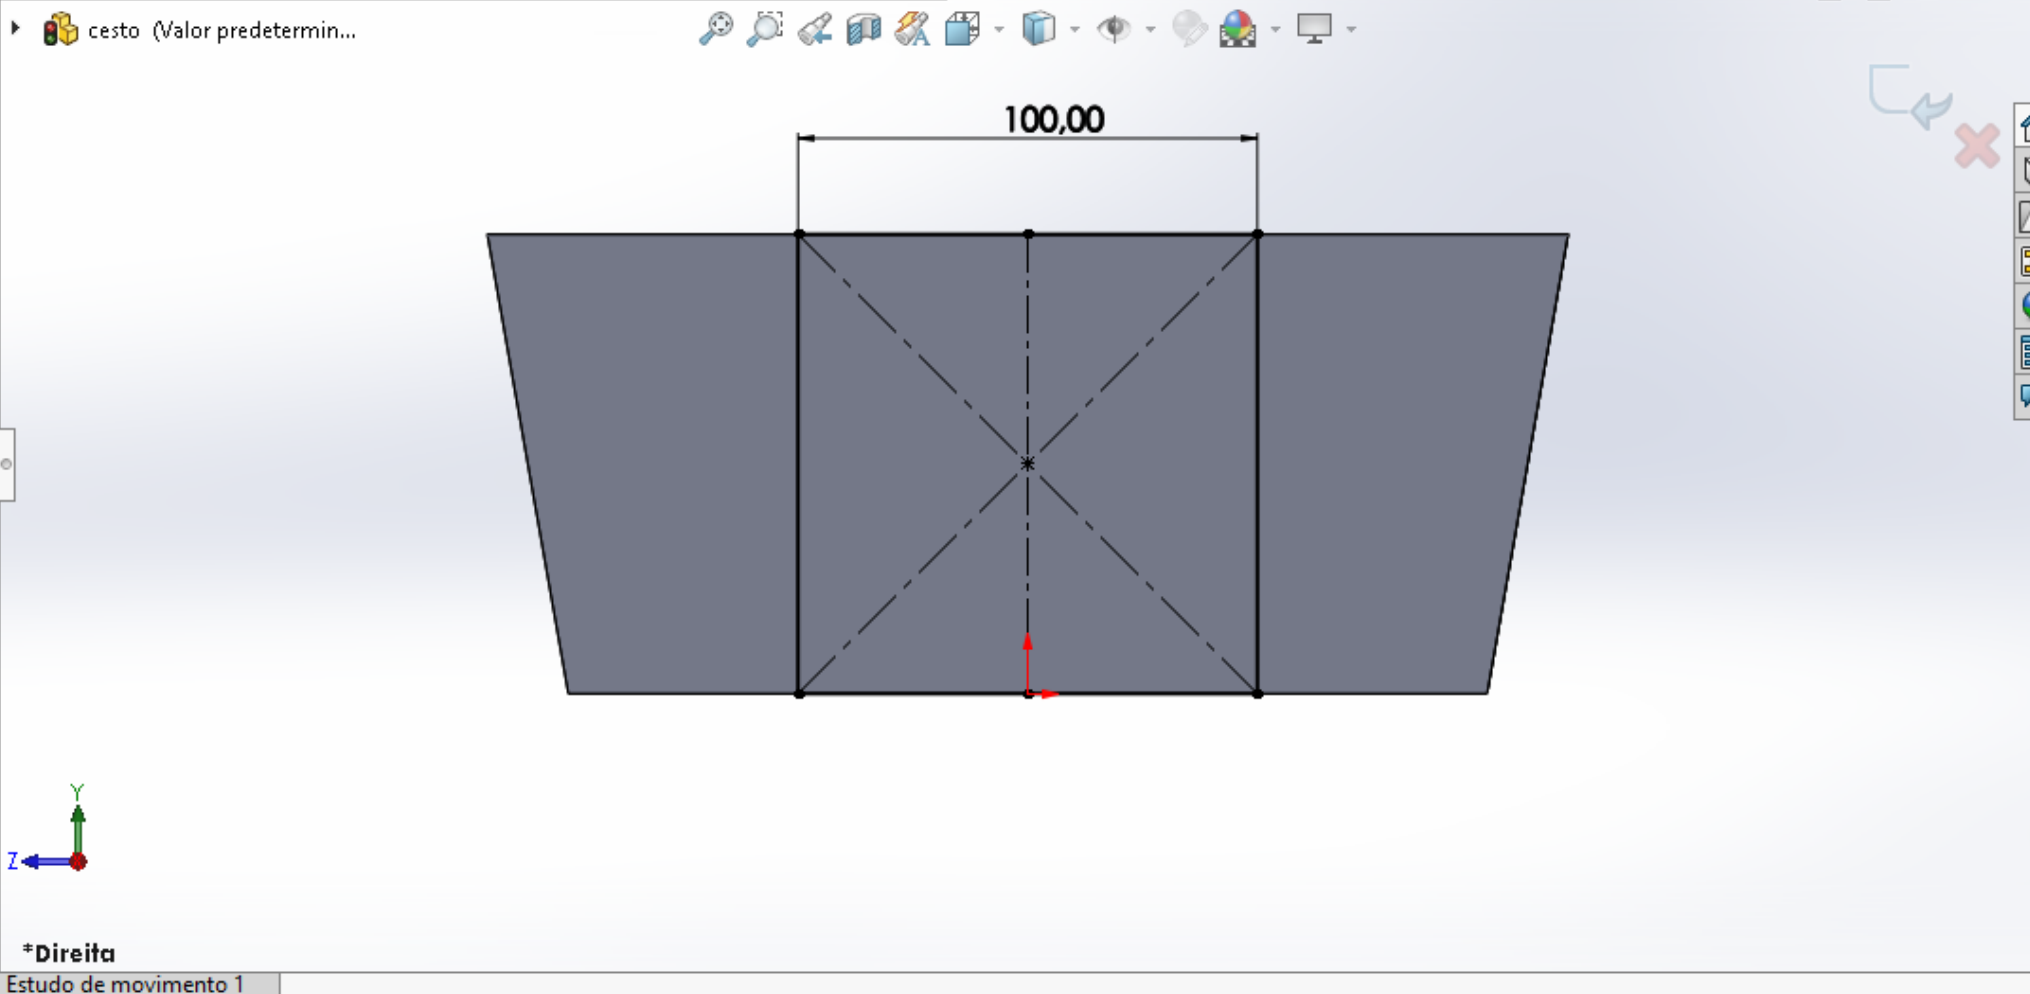 cesto (Valor predetermin...
100,00
Y
Z
*Direita
Estudo de movimento 1